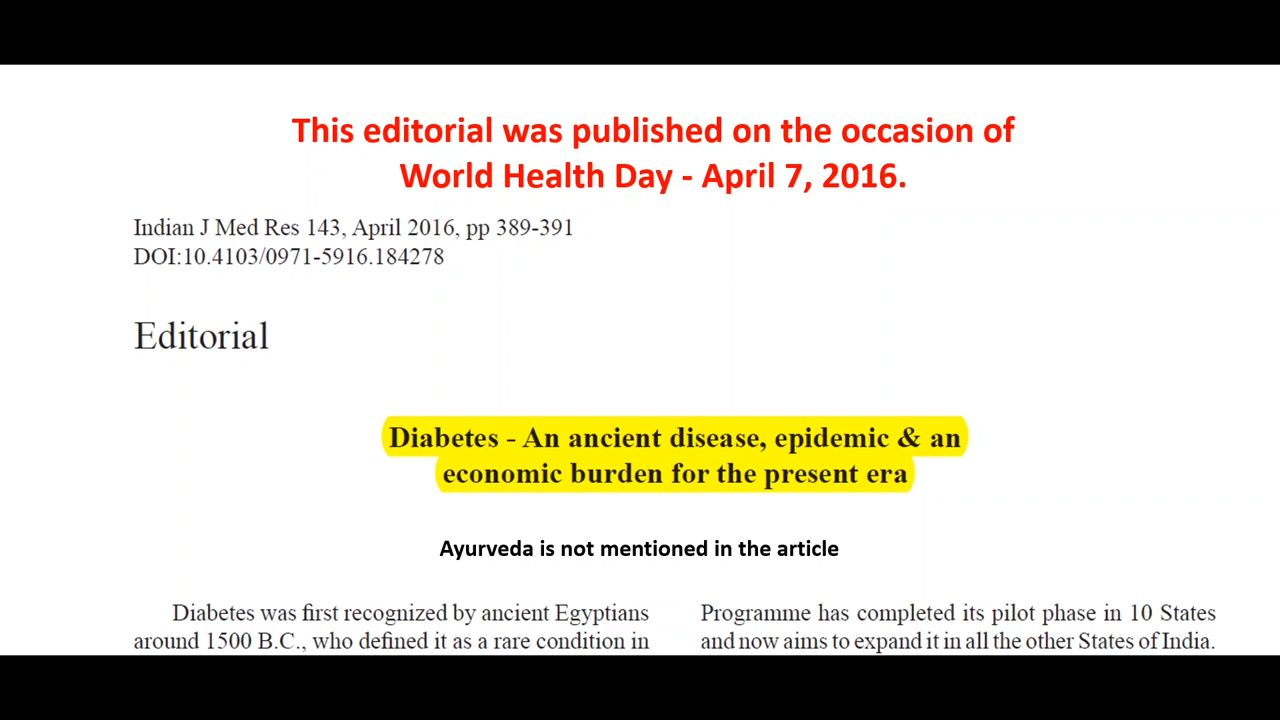 This editorial was published on the occasion of
World Health Day - April 7, 2016.
Indian J Med Res 143, April 2016, pp 389-391
DOI:10.4103/0971-5916.184278
Editorial
Diabetes - An ancient disease, epidemic & an
economic burden for the present era
Ayurveda is not mentioned in the article
Diabetes was first recognized by ancient Egyptians
around 1500 B.C., who defined it as a rare condition in
Programme has completed its pilot phase in 10 States
and now aims to expand it in all the other States of India.